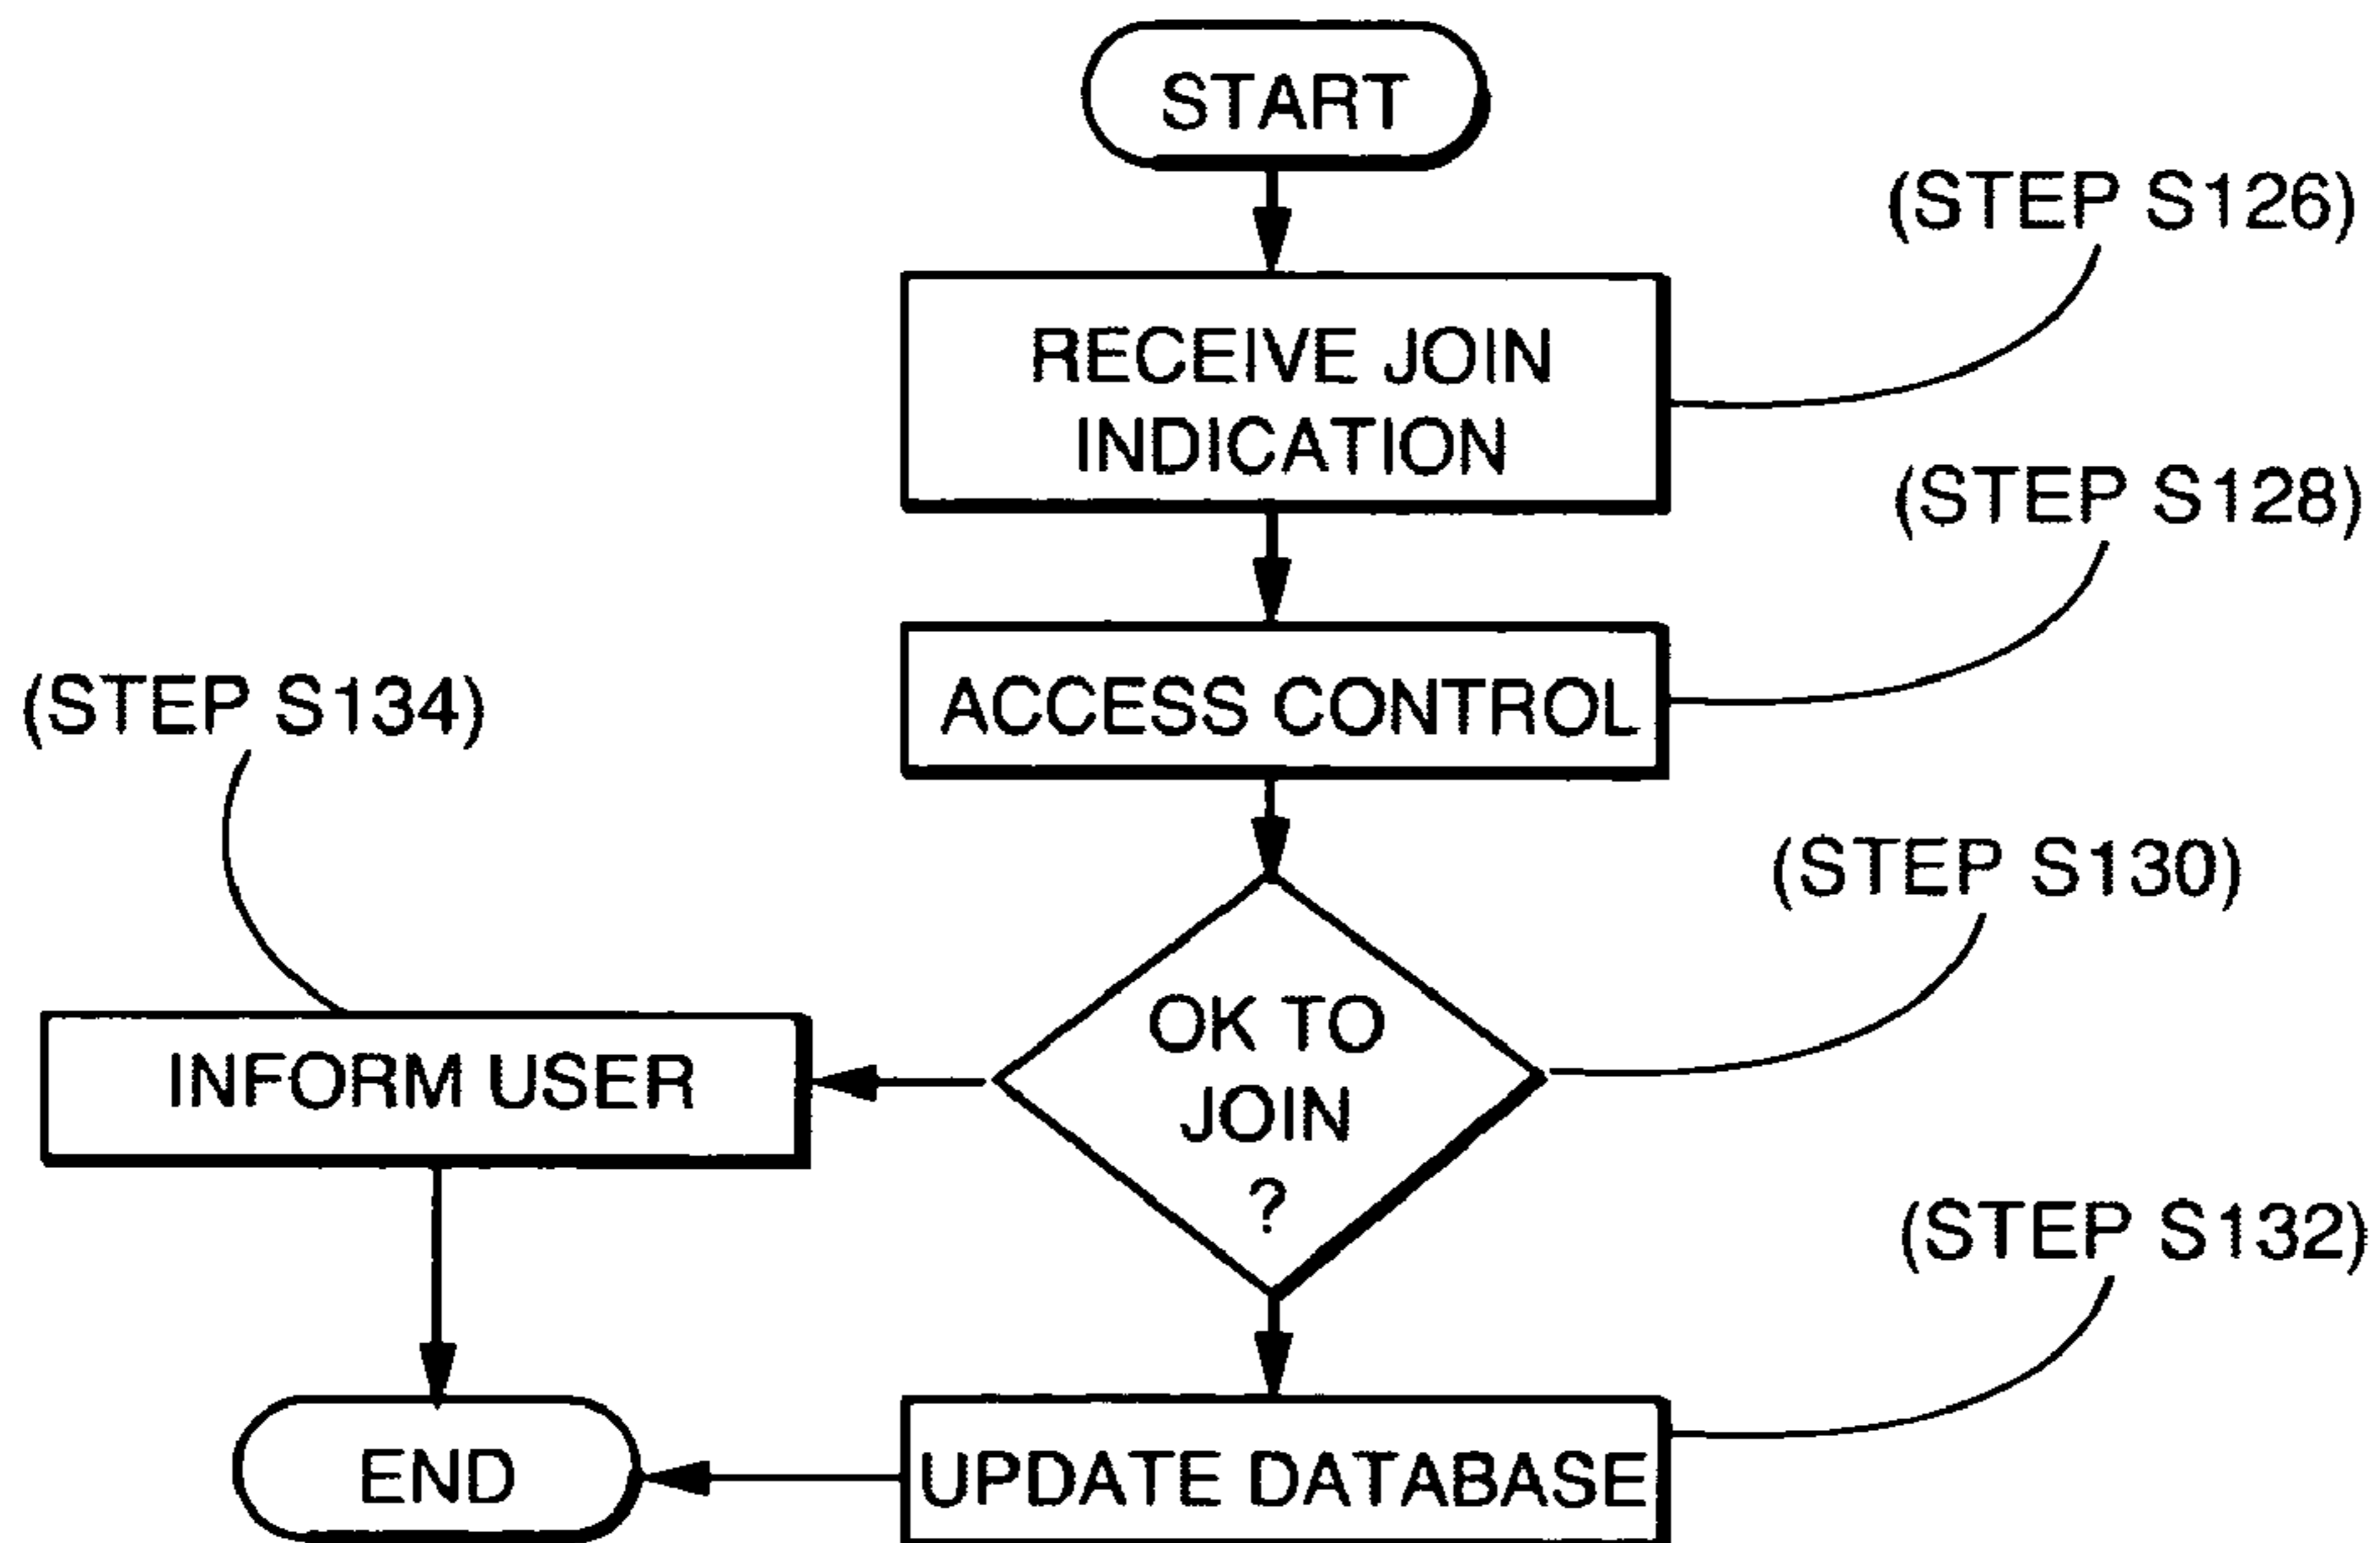 START
(STEP S126)
RECEIVE JOIN
INDICATION
(STEP S128)
ACCESS CONTROL
(STEP S134)
(STEP S130)
OK TO
JOIN
?
INFORM USER
(STEP S132)
END
UPDATE DATABASE